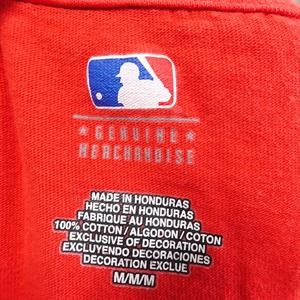 ★ GENUINE ★
MERCHANDISE
MADE IN HONDURAS
HECHO EN HONDURAS
FABRIQUE AU HONDURAS
100% COTTON / ALGODON / COTON
EXCLUSIVE OF DECORATION
EXCLUYENDO DECORACIONES
DECORATION EXCLUE
M/M/M